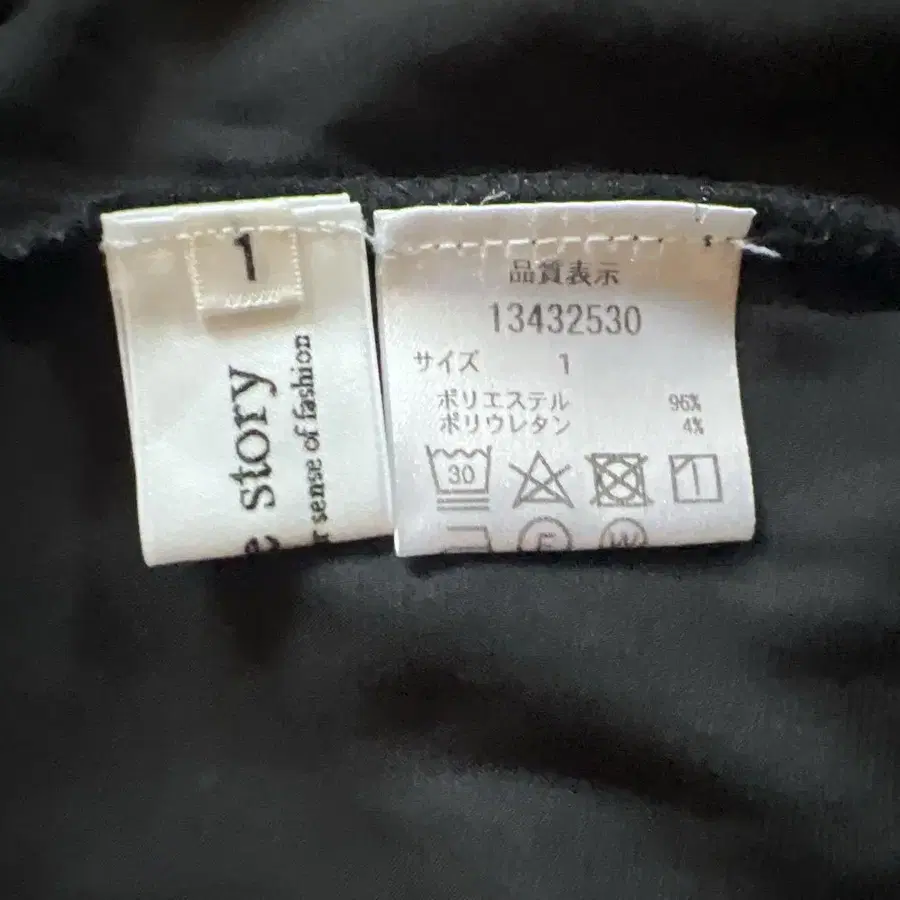 1
story
sense of fashion
品質表示
13432530
サイズ 1
ポリエステル 96%
ポリウレタン 4%
30
1
F
W